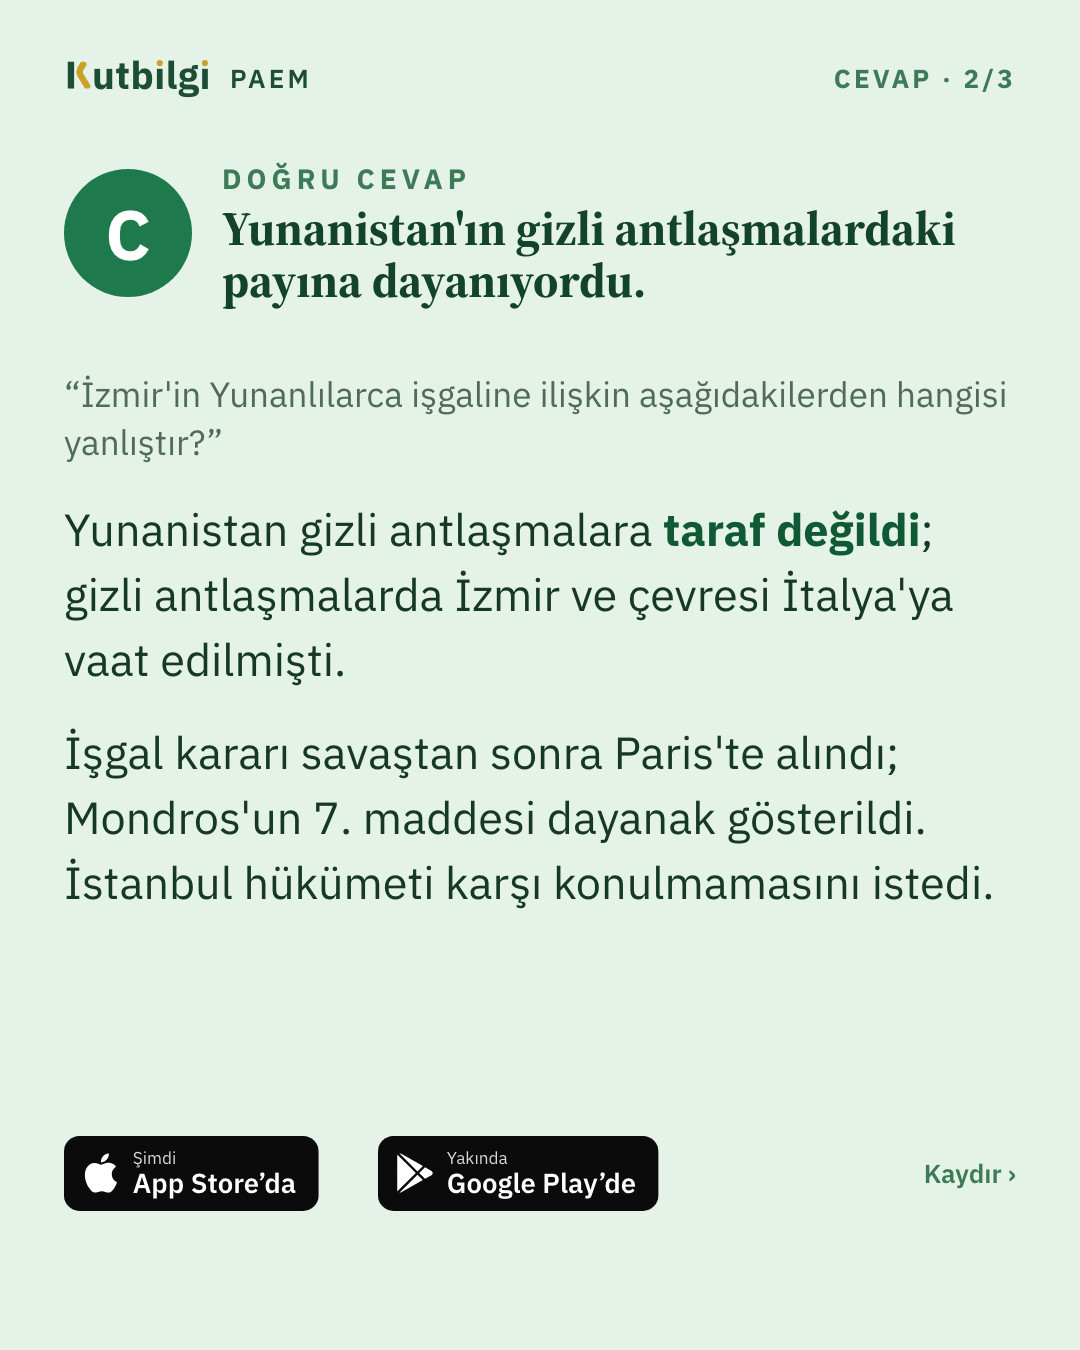 Kutbilgi PAEM
CEVAP · 2/3
C
DOĞRU CEVAP
Yunanistan'ın gizli antlaşmalardaki
payına dayanıyordu.
“İzmir'in Yunanlılarca işgaline ilişkin aşağıdakilerden hangisi
yanlıştır?”
Yunanistan gizli antlaşmalara taraf değildi;
gizli antlaşmalarda İzmir ve çevresi İtalya'ya
vaat edilmişti.
İşgal kararı savaştan sonra Paris'te alındı;
Mondros'un 7. maddesi dayanak gösterildi.
İstanbul hükümeti karşı konulmamasını istedi.
Şimdi
App Store’da
Yakında
Google Play’de
Kaydır ›